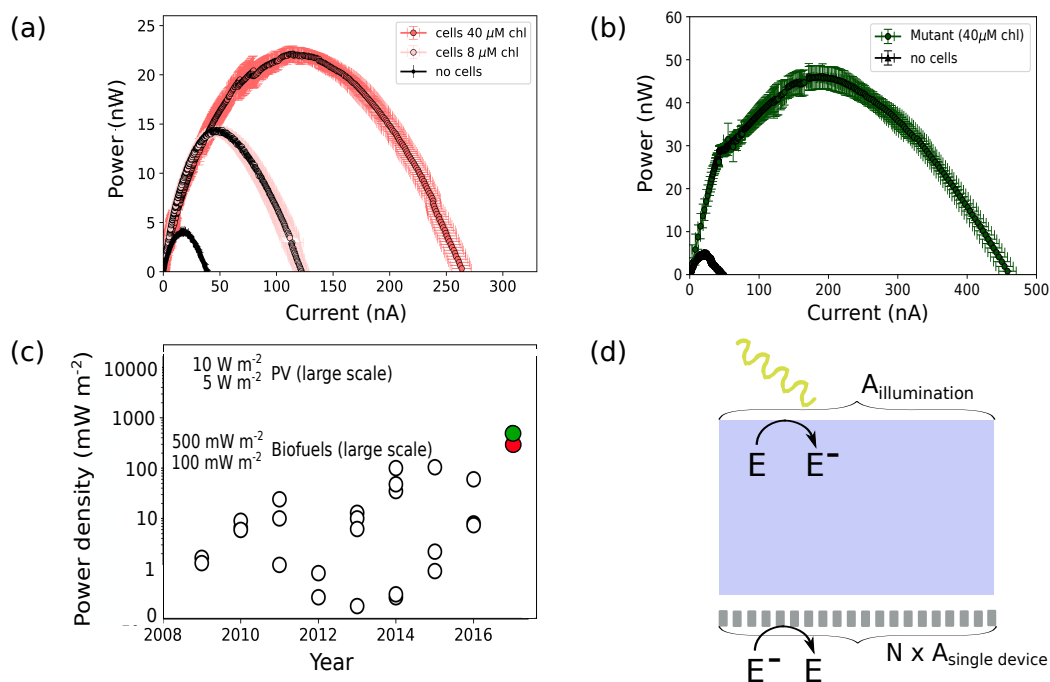 (a)
cells 40 µM chl
cells 8 µM chl
no cells
Power (nW)
25
20
15
10
5
0
0 50 100 150 200 250 300
Current (nA)
(b)
Mutant (40µM chl)
no cells
Power (nW)
60
50
40
30
20
10
0
0 100 200 300 400 500
Current (nA)
(c)
Power density (mW m-2)
10000
1000
100
10
1
0
10 W m-2
5 W m-2
PV (large scale)
500 mW m-2
100 mW m-2
Biofuels (large scale)
2008 2010 2012 2014 2016
Year
(d)
Aillumination
E E-
N x Asingle device
E- E